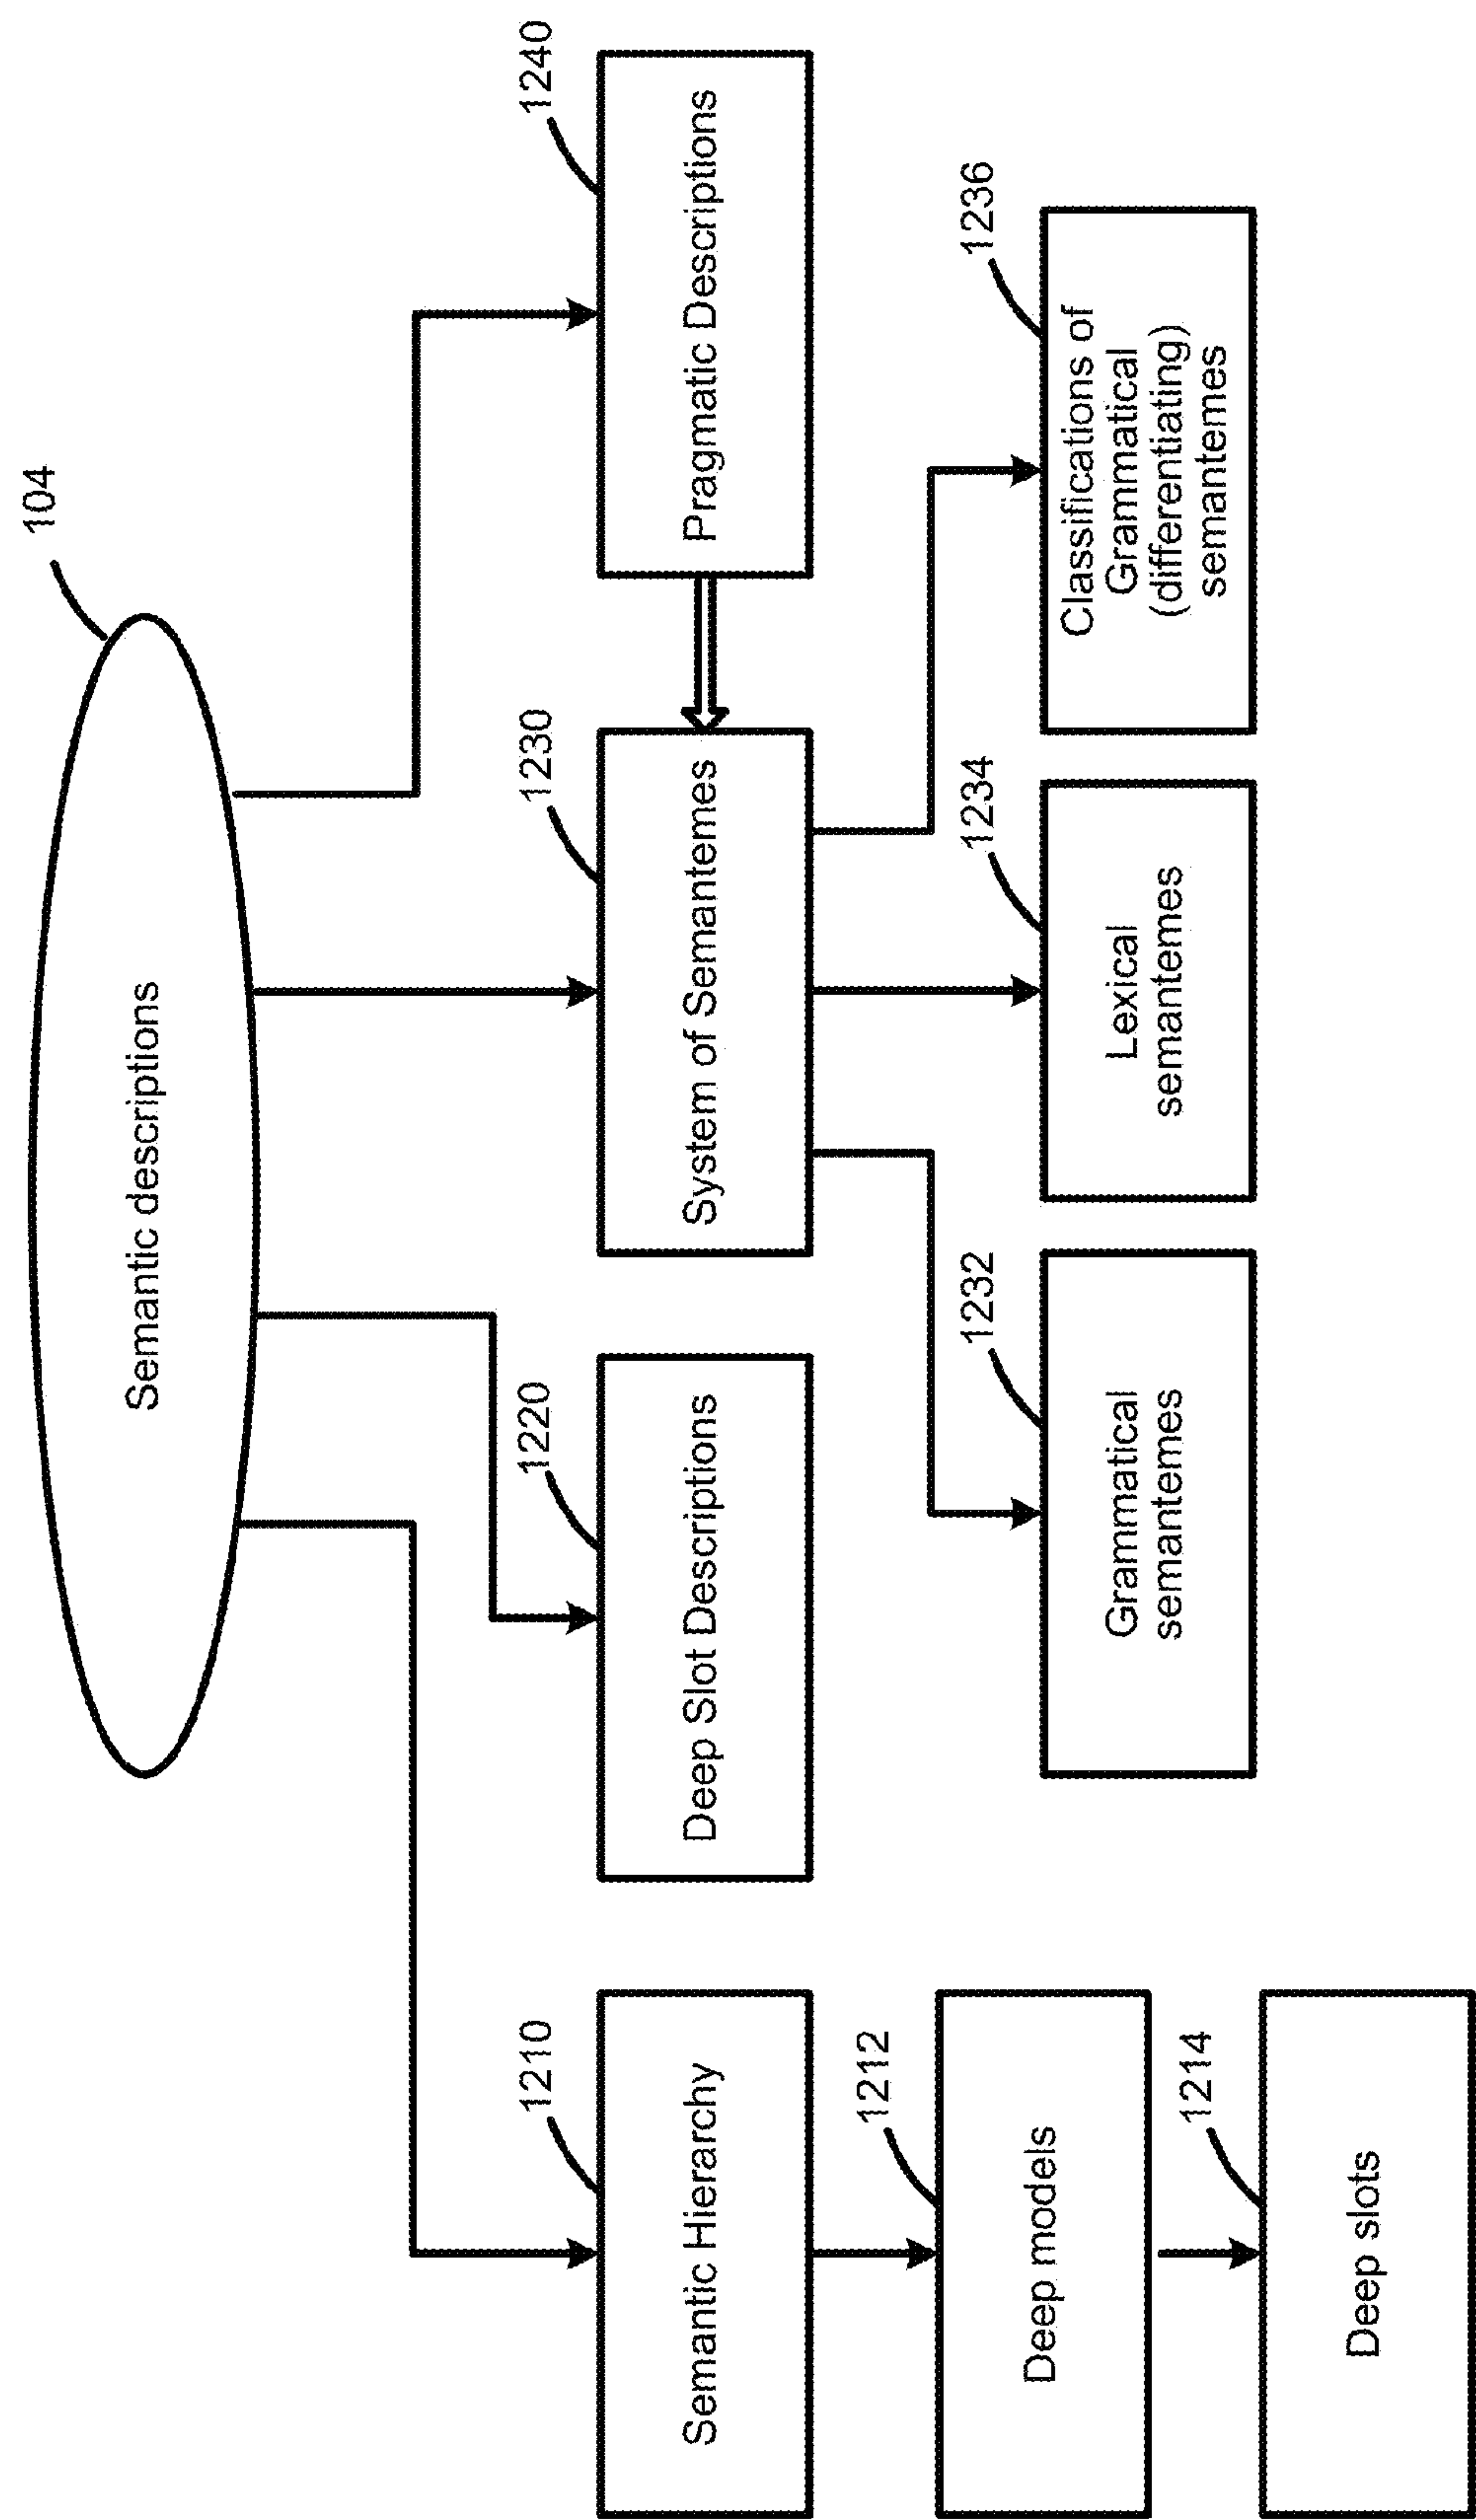 104
Semantic descriptions
1210
1220
1230
1240
Semantic Hierarchy
Deep Slot Descriptions
System of Semantemes
Pragmatic Descriptions
1212
1232
1234
1236
Deep models
Grammatical
semantemes
Lexical
semantemes
Classifications of
Grammatical
(differentiating)
semantemes
1214
Deep slots